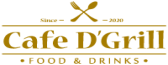 Since 2020
Cafe D'Grill
• FOOD & DRINKS •